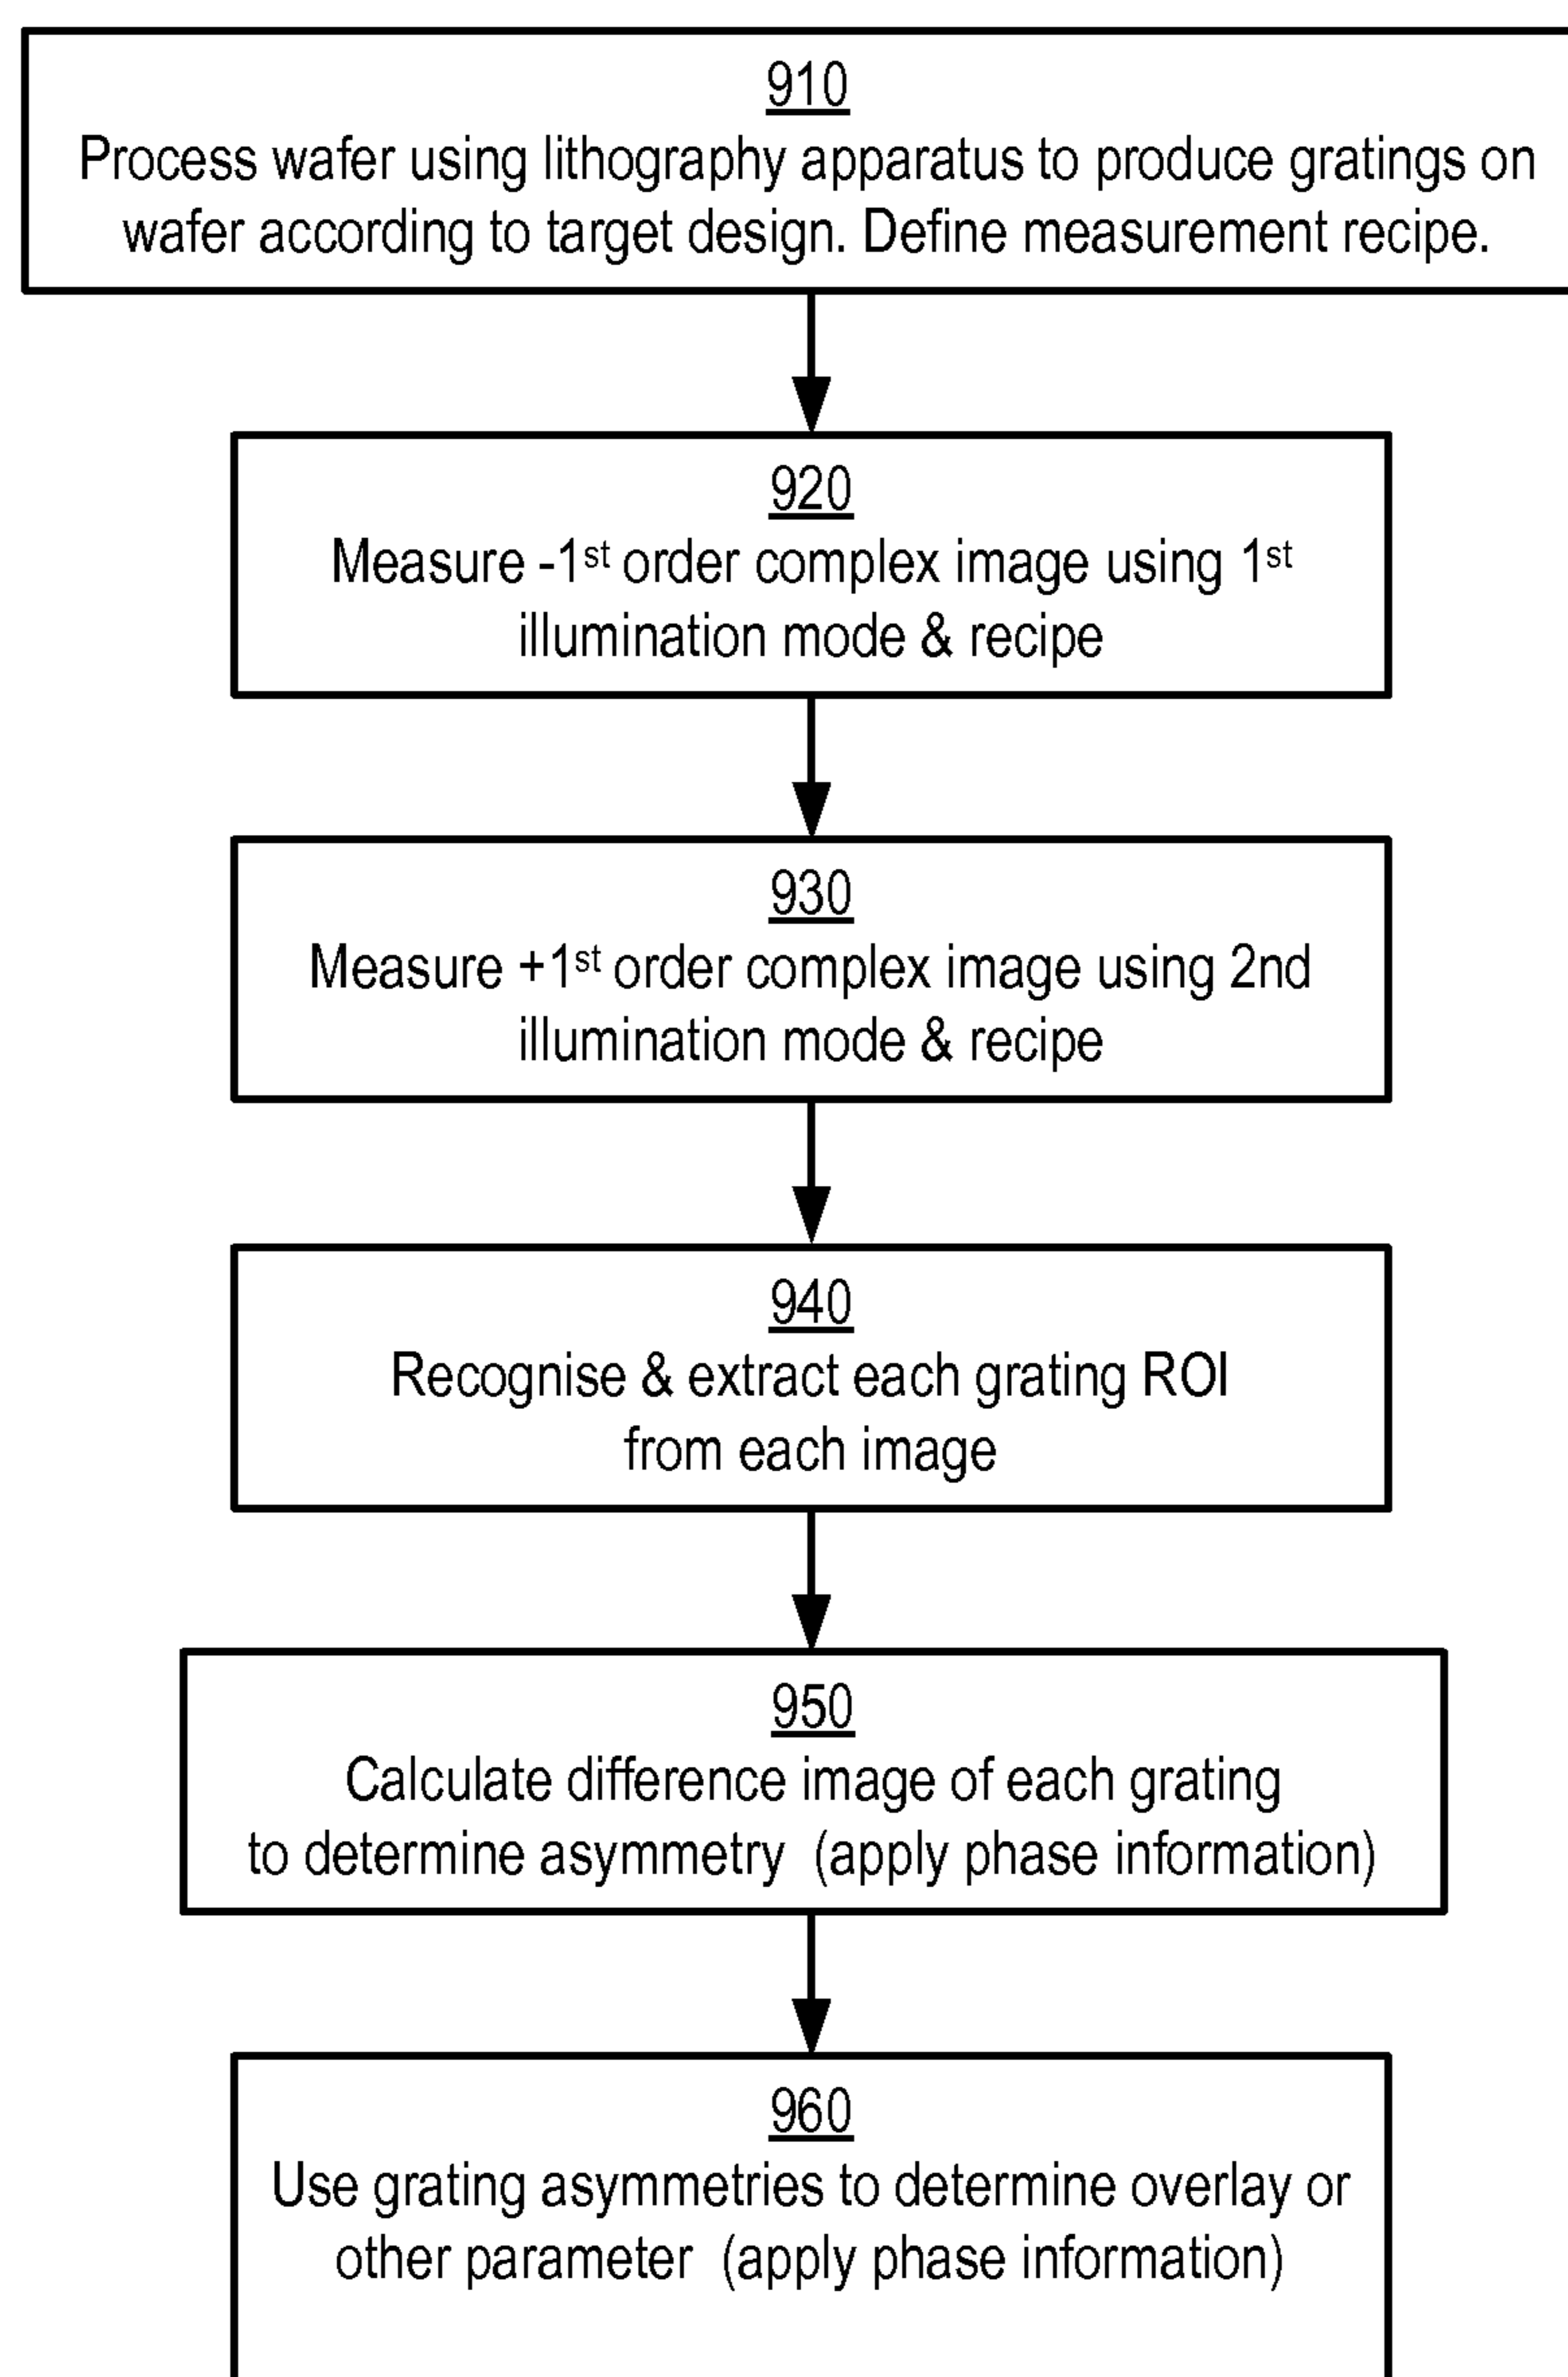 910
Process wafer using lithography apparatus to produce gratings on
wafer according to target design. Define measurement recipe.
920
Measure -1st order complex image using 1st
illumination mode & recipe
930
Measure +1st order complex image using 2nd
illumination mode & recipe
940
Recognise & extract each grating ROI
from each image
950
Calculate difference image of each grating
to determine asymmetry (apply phase information)
960
Use grating asymmetries to determine overlay or
other parameter (apply phase information)